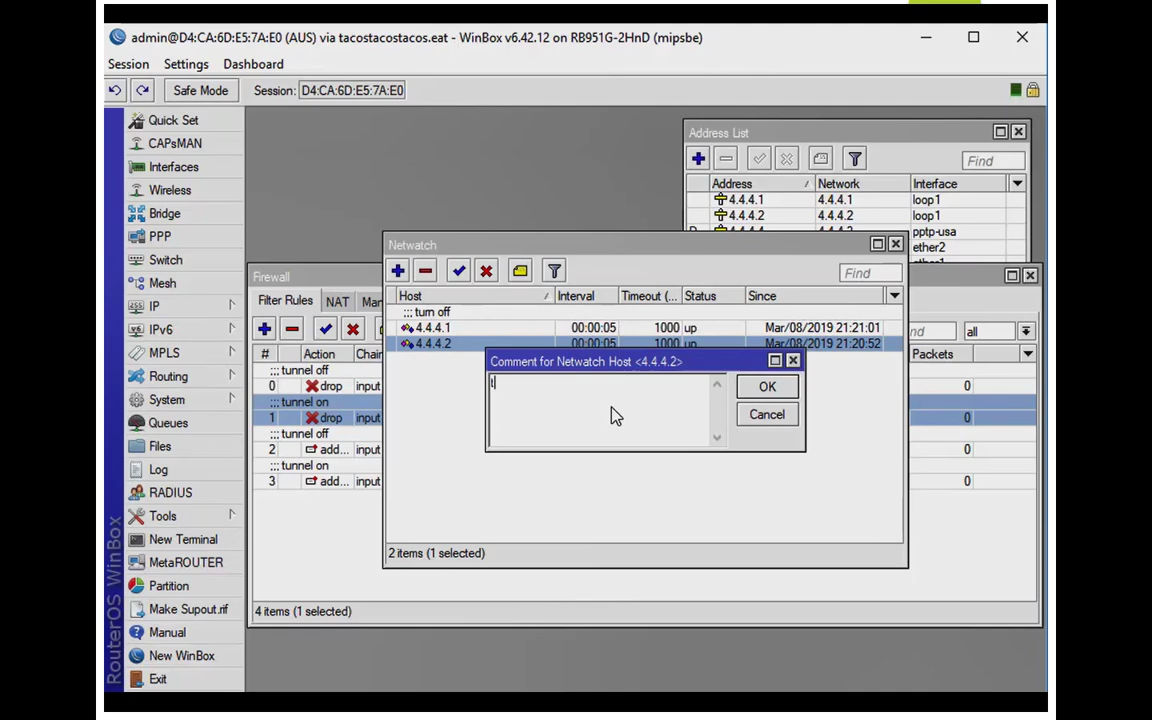 admin@D4:CA:6D:E5:7A:E0 (AUS) via tacostacostacos.eat - WinBox v6.42.12 on RB951G-2HnD (mipsbe)
Session Settings Dashboard
Safe Mode Session: D4:CA:6D:E5:7A:E0
Quick Set
CAPsMAN
Interfaces
Wireless
Bridge
PPP
Switch
Mesh
IP
IPv6
MPLS
Routing
System
Queues
Files
Log
RADIUS
Tools
New Terminal
MetaROUTER
Partition
Make Supout.rif
Manual
New WinBox
Exit
RouterOS WinBox
Address List
Find
Address Network Interface
4.4.4.1 4.4.4.1 loop1
4.4.4.2 4.4.4.2 loop1
pptp-usa
ether2
Firewall
Filter Rules NAT
all
# Action Chain Packets
;;; tunnel off
0 drop input 0
;;; tunnel on
1 drop input 0
;;; tunnel off
2 add... input 0
;;; tunnel on
3 add... input 0
4 items (1 selected)
Netwatch
Find
Host Interval Timeout (... Status Since
;;; turn off
4.4.4.1 00:00:05 1000 up Mar/08/2019 21:21:01
4.4.4.2 00:00:05 1000 up Mar/08/2019 21:20:52
2 items (1 selected)
Comment for Netwatch Host <4.4.4.2>
t
OK
Cancel